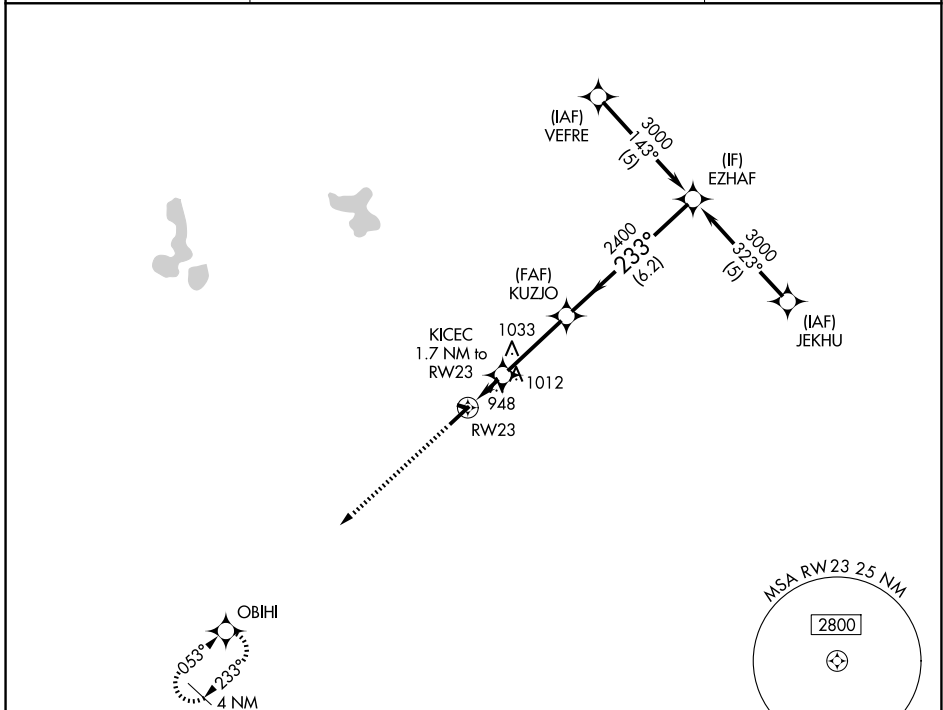 (IAF)
VEFRE
3000
143°
(5)
(IF)
EZHAF
2400
233°
(6.2)
3000
323°
(5)
(IAF)
JEKHU
(FAF)
KUZJO
KICEC
1.7 NM to
RW23
1033
1012
948
RW23
OBIHI
053°
233°
4 NM
MSA RW23 25 NM
2800